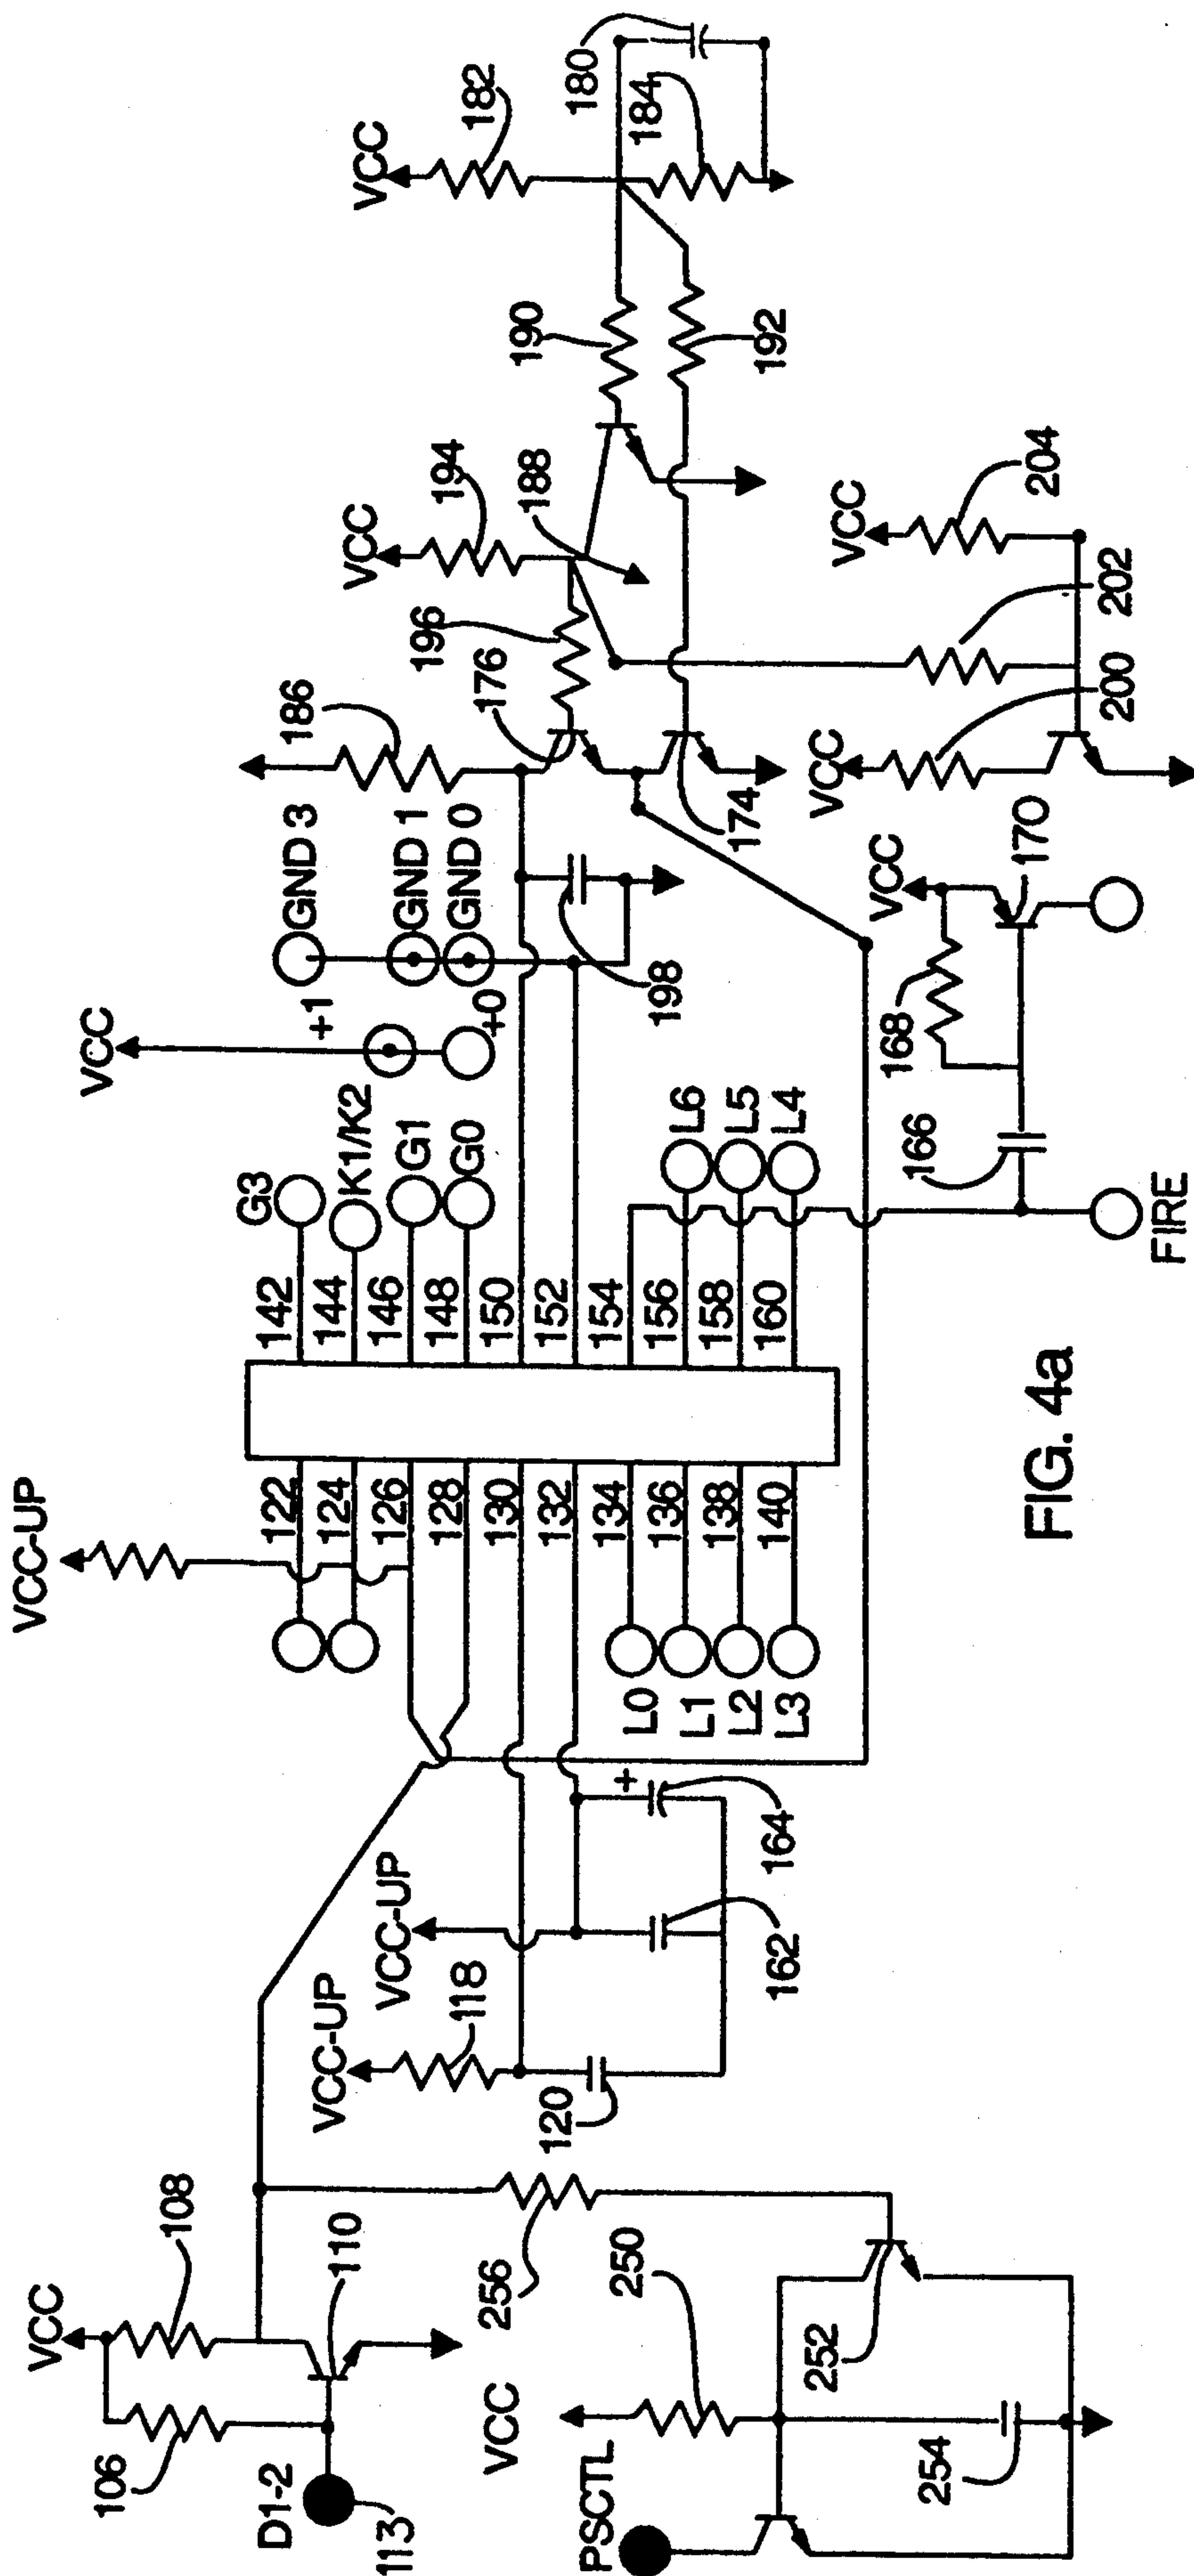 VCC
106
108
D1-2
113
110
256
PSCTL
VCC
250
252
254
VCC-UP
118
120
VCC-UP
162
+
164
VCC-UP
122
124
126
128
130
132
134
136
138
140
L0
L1
L2
L3
142
144
146
148
150
152
154
156
158
160
G3
K1/K2
G1
G0
L6
L5
L4
VCC
+1
+0
GND 3
GND 1
GND 0
198
186
176
196
174
VCC
194
188
190
192
VCC
182
180
184
FIRE
166
168
VCC
170
VCC
200
202
VCC
204
FIG. 4a